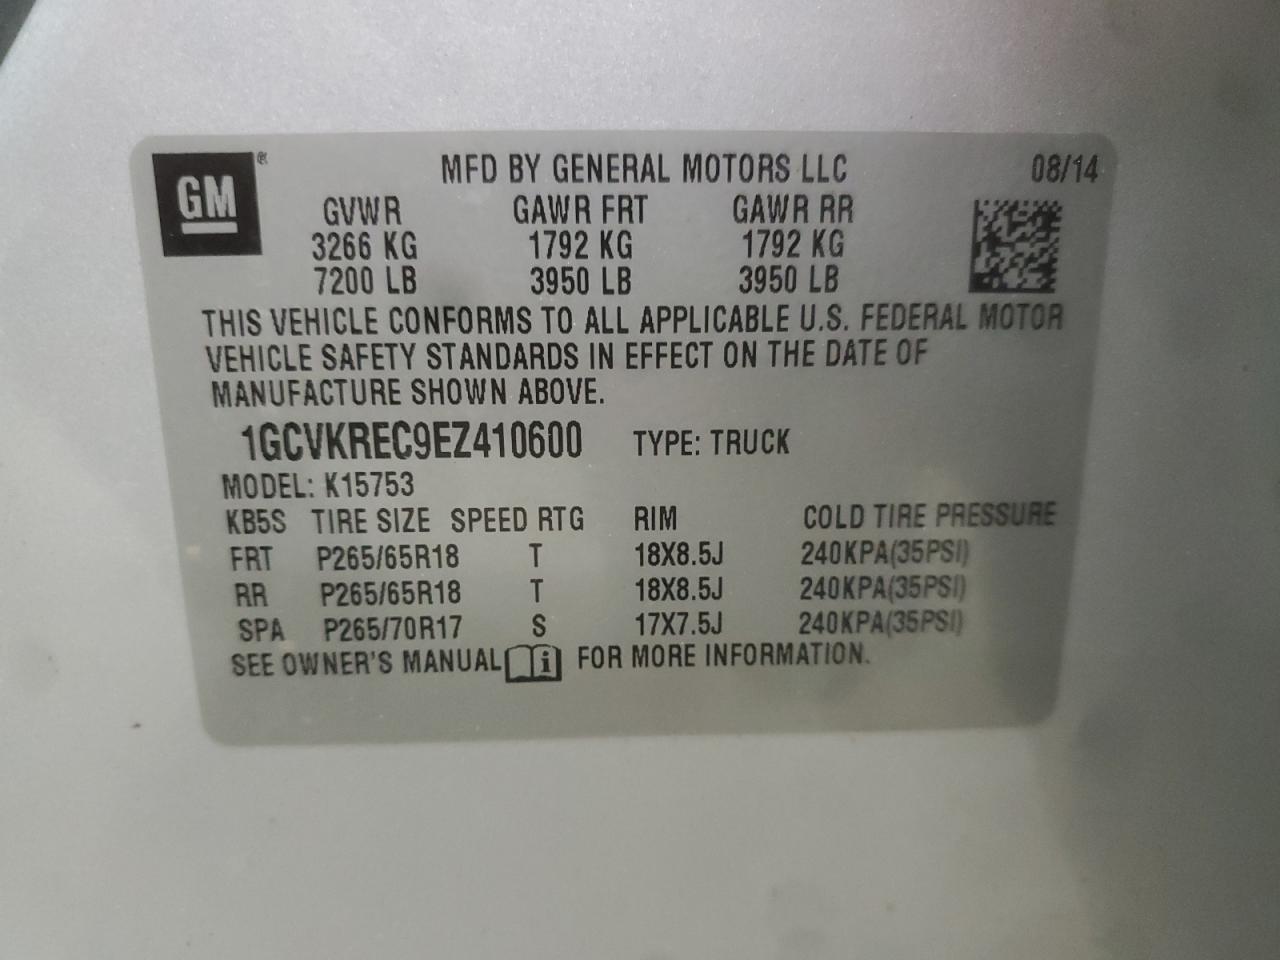 GM®
MFD BY GENERAL MOTORS LLC 08/14
GVWR GAWR FRT GAWR RR
3266 KG 1792 KG 1792 KG
7200 LB 3950 LB 3950 LB
THIS VEHICLE CONFORMS TO ALL APPLICABLE U.S. FEDERAL MOTOR
VEHICLE SAFETY STANDARDS IN EFFECT ON THE DATE OF
MANUFACTURE SHOWN ABOVE.
1GCVKREC9EZ410600 TYPE: TRUCK
MODEL: K15753
KB5S TIRE SIZE SPEED RTG RIM COLD TIRE PRESSURE
FRT P265/65R18 T 18X8.5J 240KPA(35PSI)
RR P265/65R18 T 18X8.5J 240KPA(35PSI)
SPA P265/70R17 S 17X7.5J 240KPA(35PSI)
SEE OWNER'S MANUAL i FOR MORE INFORMATION.